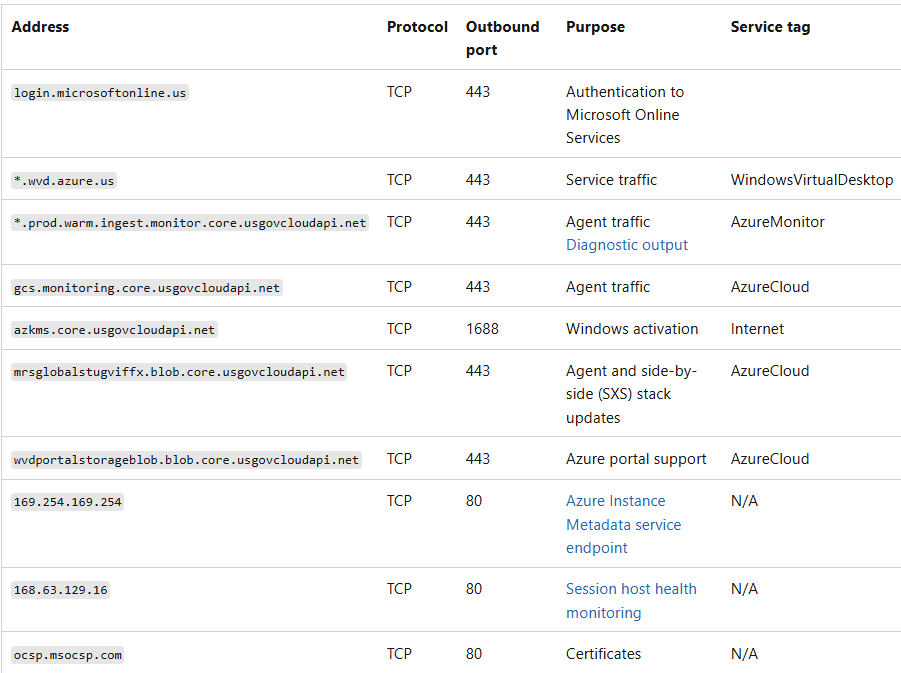 Address Protocol Outbound port Purpose Service tag
login.microsoftonline.us TCP 443 Authentication to
Microsoft Online
Services
*.wvd.azure.us TCP 443 Service traffic WindowsVirtualDesktop
*.prod.warm.ingest.monitor.core.usgovcloudapi.net TCP 443 Agent traffic AzureMonitor
Diagnostic output
gcs.monitoring.core.usgovcloudapi.net TCP 443 Agent traffic AzureCloud
azkms.core.usgovcloudapi.net TCP 1688 Windows activation Internet
mrsglobalstugviffx.blob.core.usgovcloudapi.net TCP 443 Agent and side-by- AzureCloud
side (SXS) stack
updates
wvdportalstorageblob.blob.core.usgovcloudapi.net TCP 443 Azure portal support AzureCloud
169.254.169.254 TCP 80 Azure Instance N/A
Metadata service
endpoint
168.63.129.16 TCP 80 Session host health N/A
monitoring
ocsp.msocsp.com TCP 80 Certificates N/A